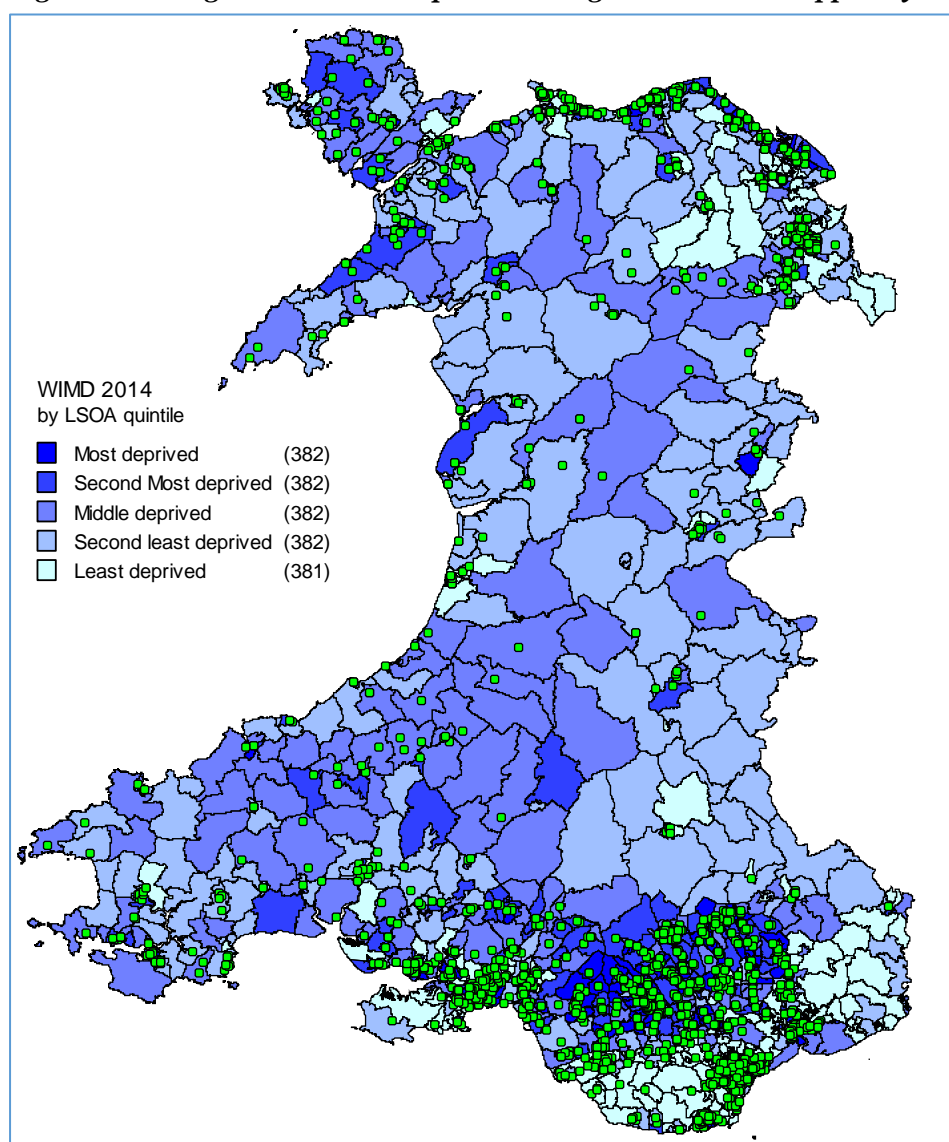 WIMD 2014
by LSOA quintile
Most deprived (382)
Second Most deprived (382)
Middle deprived (382)
Second least deprived (382)
Least deprived (381)